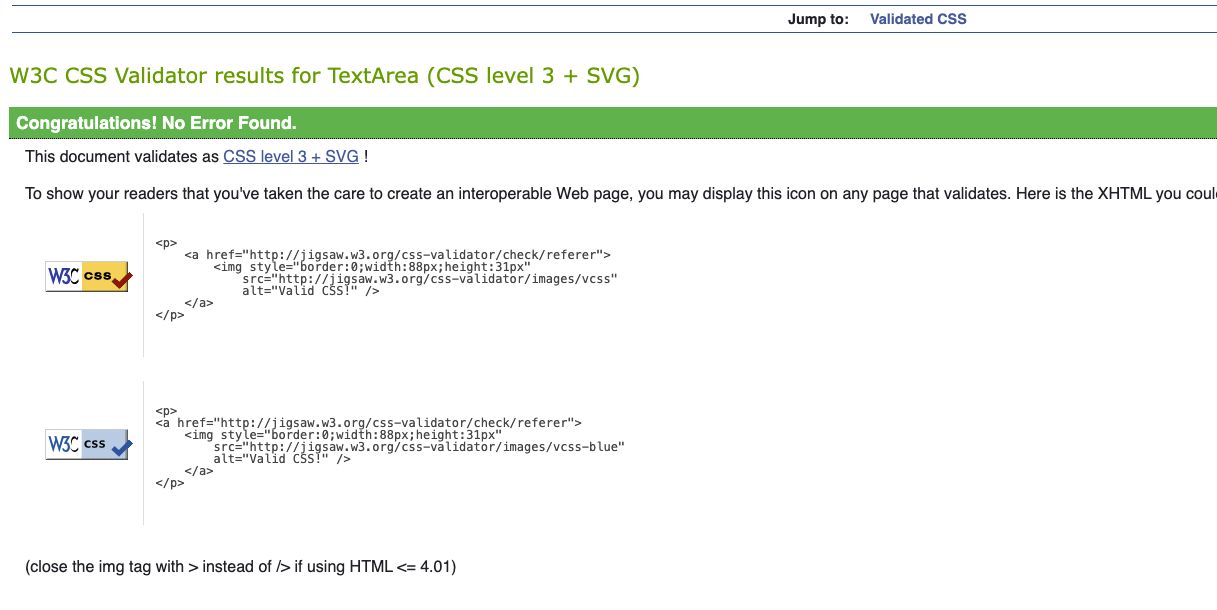 Jump to: Validated CSS
W3C CSS Validator results for TextArea (CSS level 3 + SVG)
Congratulations! No Error Found.
This document validates as CSS level 3 + SVG !
To show your readers that you've taken the care to create an interoperable Web page, you may display this icon on any page that validates. Here is the XHTML you
<p>
<a href="http://jigsaw.w3.org/css-validator/check/referer">
<img style="border:0;width:88px;height:31px"
W3C css
src="http://jigsaw.w3.org/css-validator/images/vcss"
alt="Valid CSS!" />
</a>
</p>
<p>
<a href="http://jigsaw.w3.org/css-validator/check/referer">
<img style="border:0;width:88px;height:31px"
W3C css
src="http://jigsaw.w3.org/css-validator/images/vcss-blue"
alt="Valid CSS!" />
</a>
</p>
(close the img tag with > instead of /> if using HTML <= 4.01)